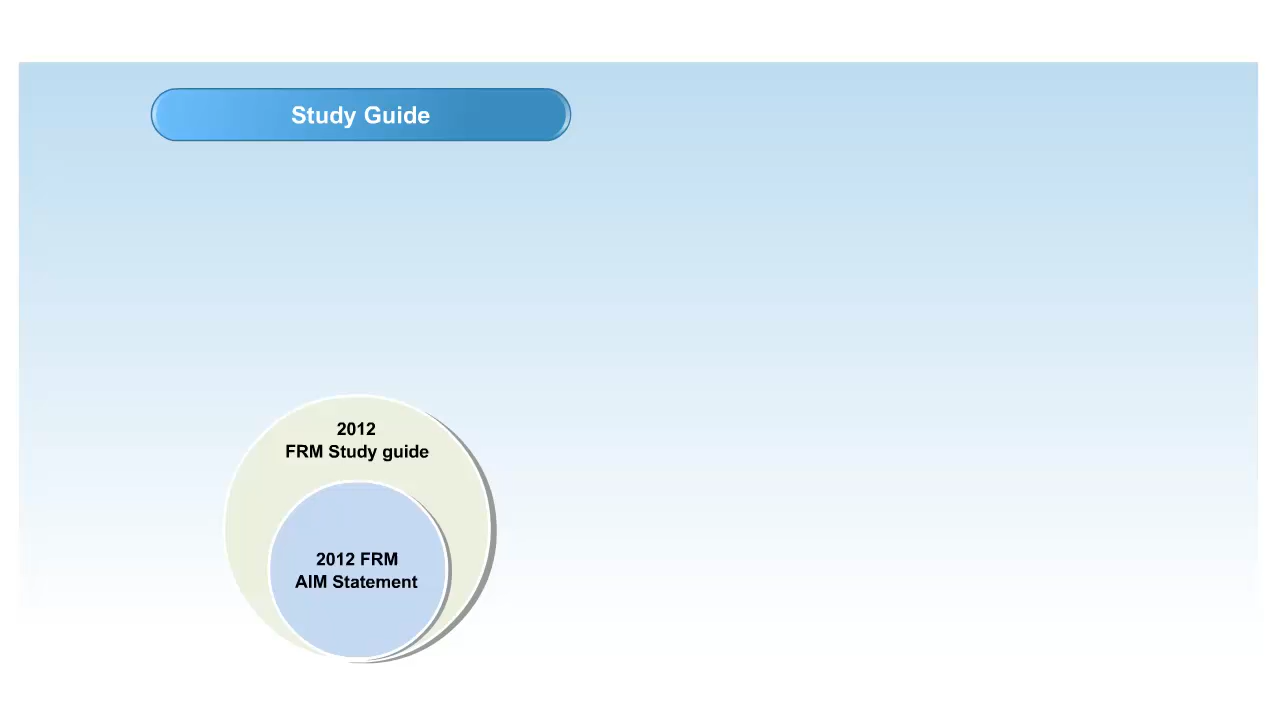 Study Guide
2012
FRM Study guide
2012 FRM
AIM Statement